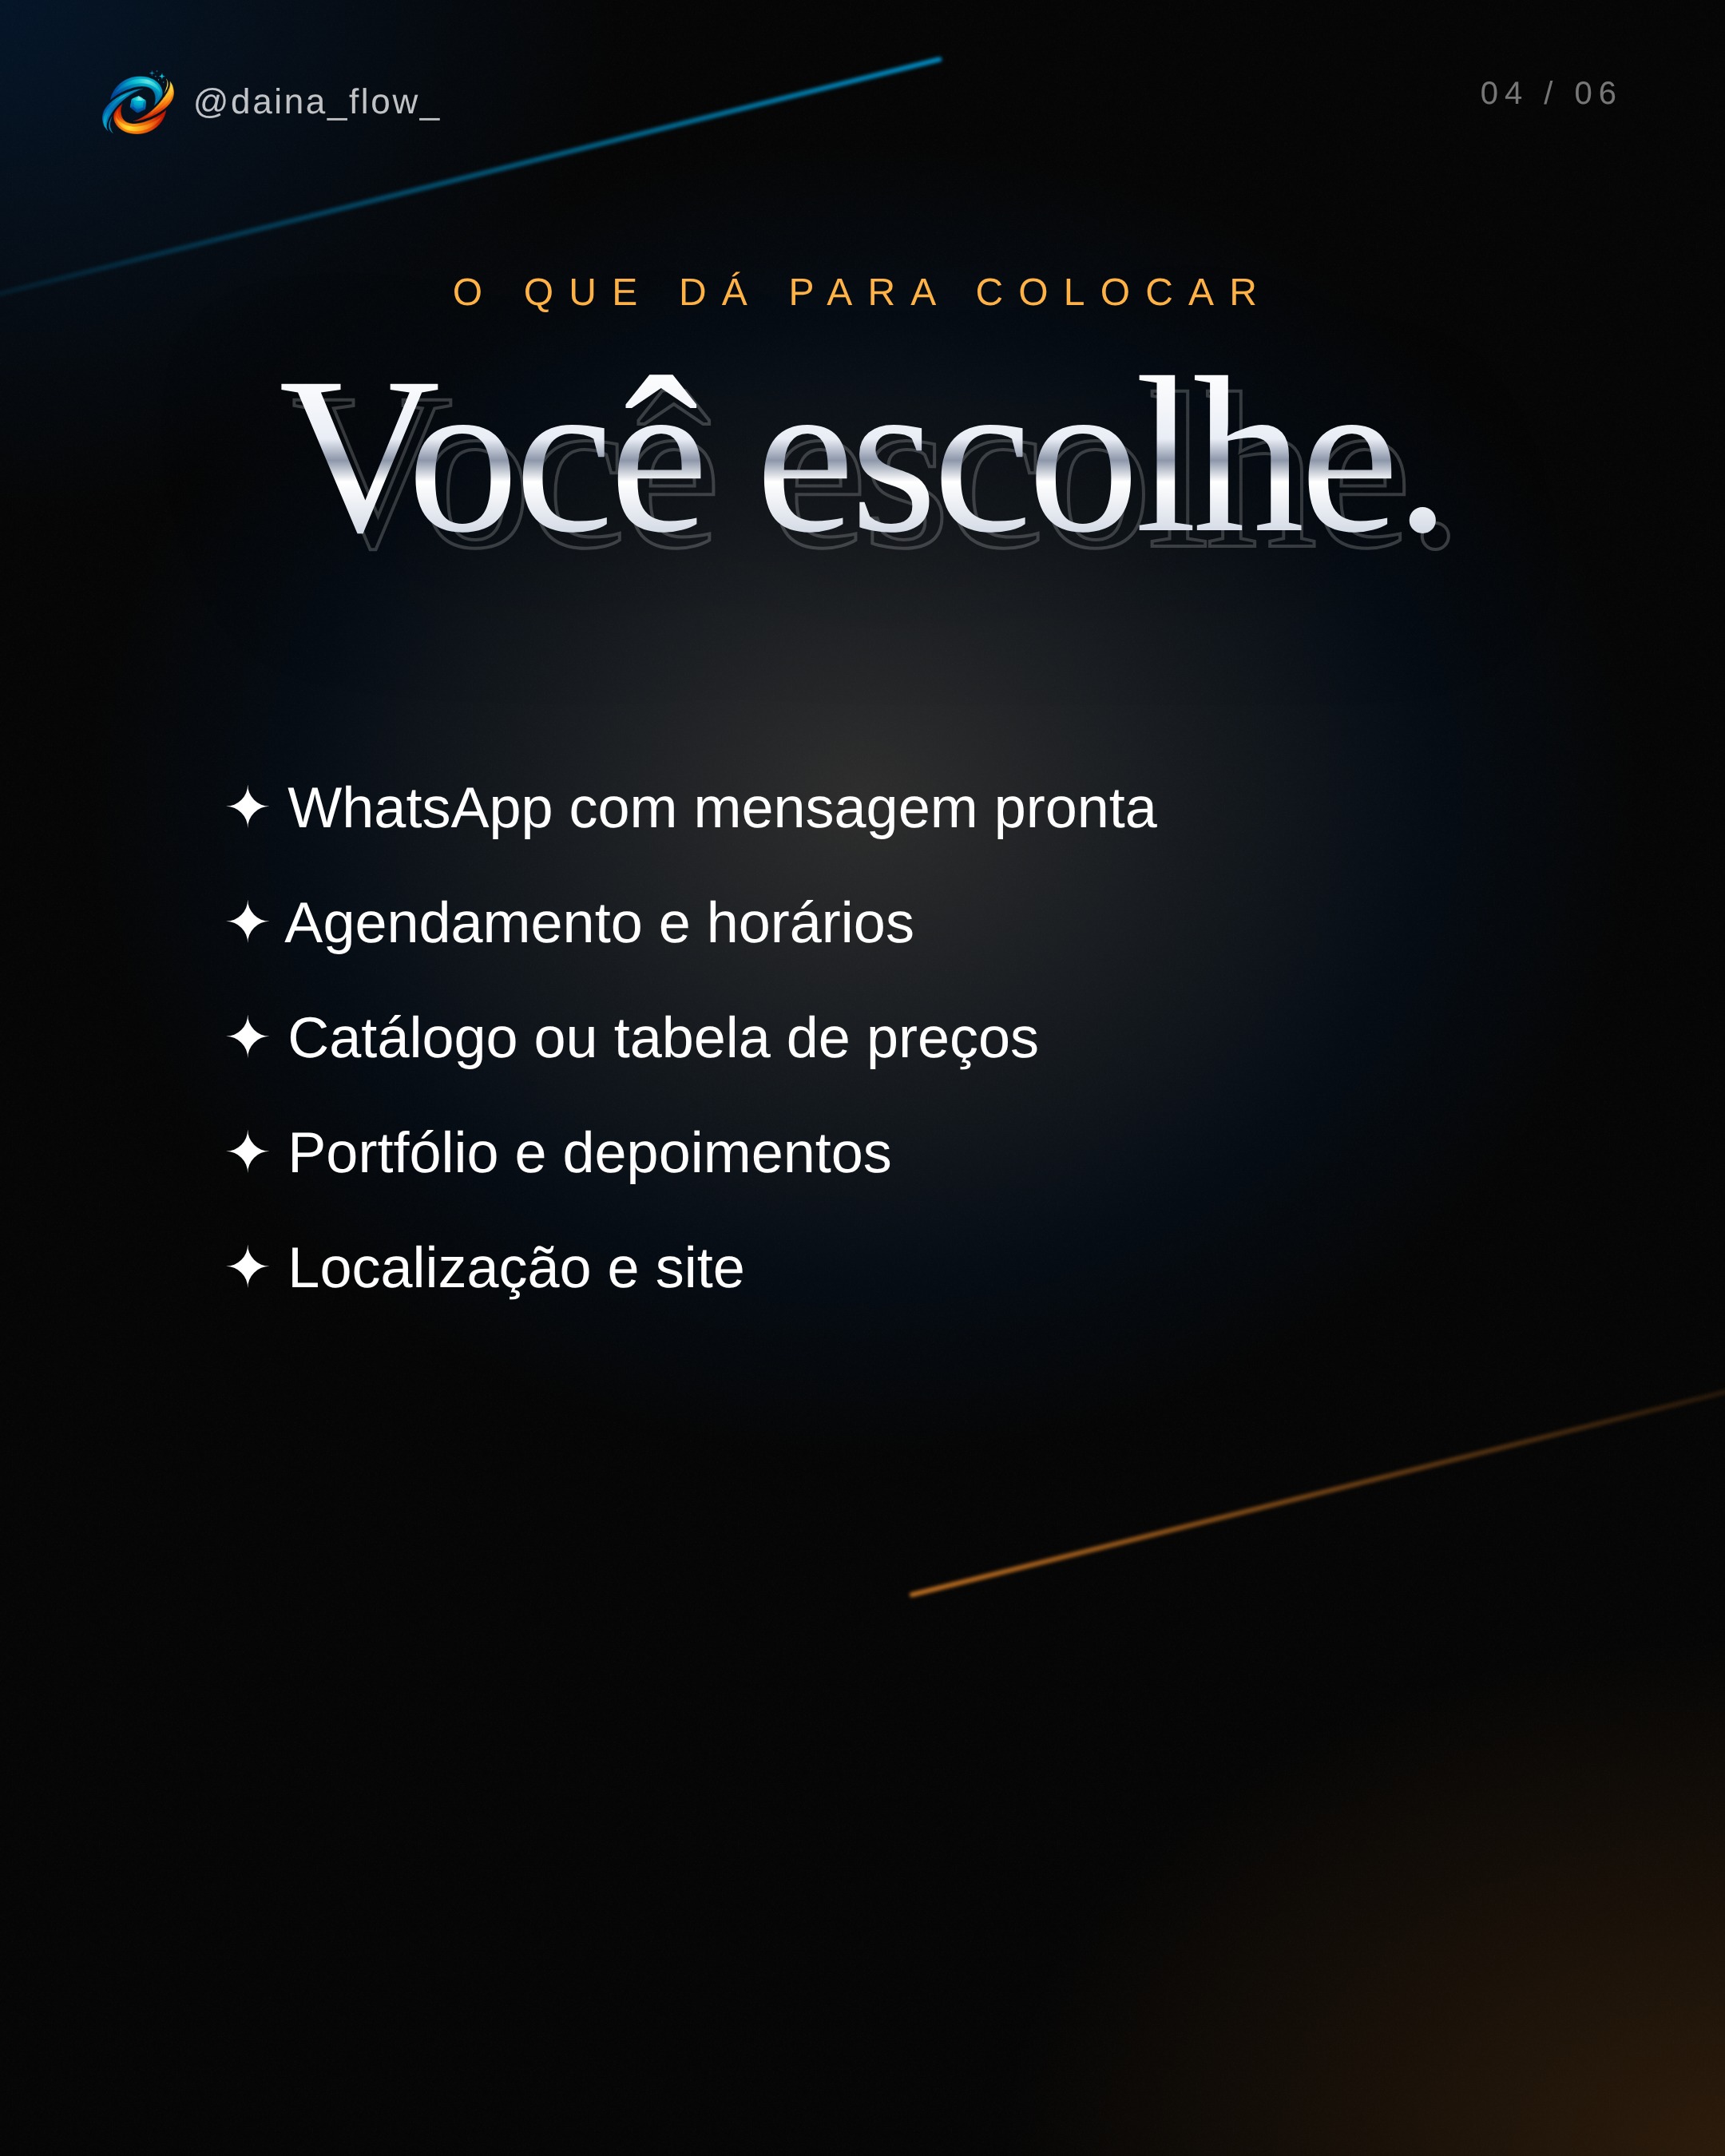 @daina_flow_
04 / 06
O QUE DÁ PARA COLOCAR
Você escolhe.
✦ WhatsApp com mensagem pronta
✦ Agendamento e horários
✦ Catálogo ou tabela de preços
✦ Portfólio e depoimentos
✦ Localização e site